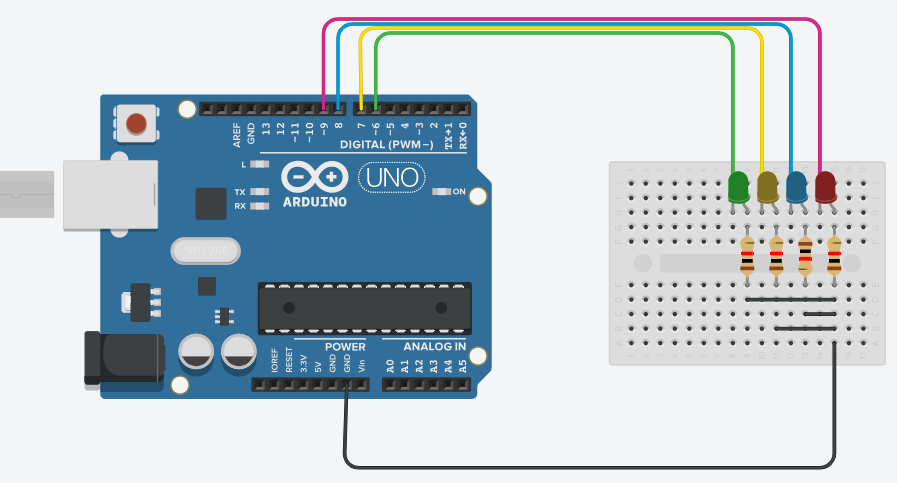 AREF
GND
13
12
~11
~10
~9
8
7
~6
~5
4
~3
2
TX→1
RX←0
DIGITAL (PWM~)
L
TX
RX
ARDUINO
UNO
ON
POWER
ANALOG IN
IOREF
RESET
3.3V
5V
GND
GND
Vin
A0
A1
A2
A3
A4
A5